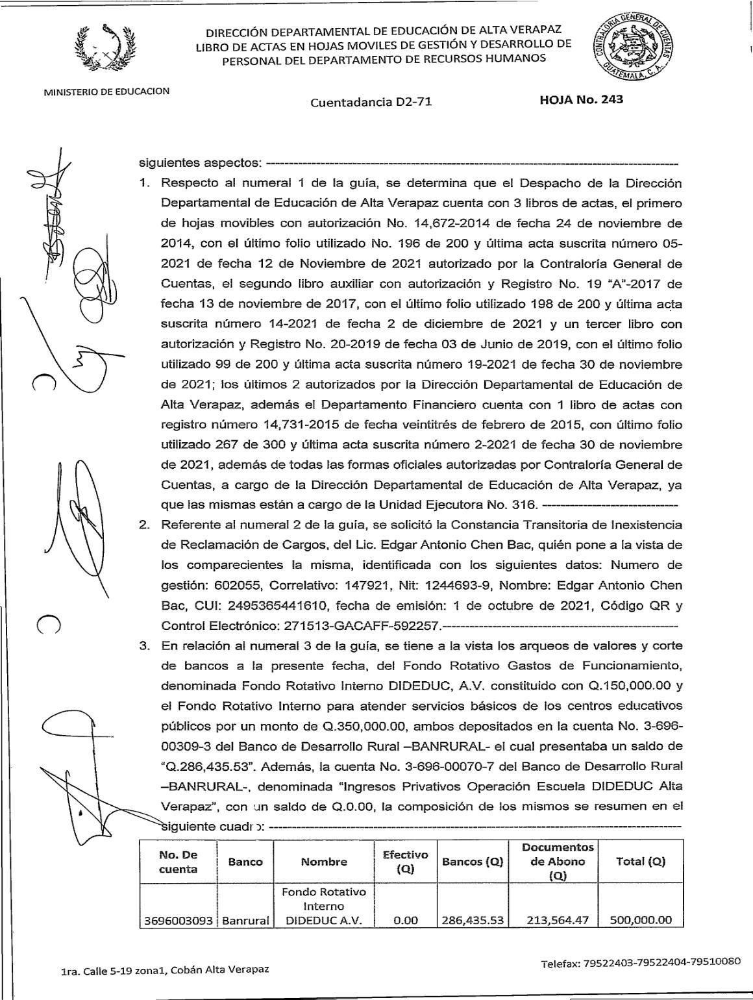 DIRECCIÓN DEPARTAMENTAL DE EDUCACIÓN DE ALTA VERAPAZ
LIBRO DE ACTAS EN HOJAS MOVILES DE GESTIÓN Y DESARROLLO DE
PERSONAL DEL DEPARTAMENTO DE RECURSOS HUMANOS
CONTRALORIA GENERAL DE CUENTAS
GUATEMALA, C. A.
MINISTERIO DE EDUCACION
Cuentadancia D2-71
HOJA No. 243
siguientes aspectos: ------------------------------------------------------------
1. Respecto al numeral 1 de la guía, se determina que el Despacho de la Dirección
Departamental de Educación de Alta Verapaz cuenta con 3 libros de actas, el primero
de hojas movibles con autorización No. 14,672-2014 de fecha 24 de noviembre de
2014, con el último folio utilizado No. 196 de 200 y última acta suscrita número 05-
2021 de fecha 12 de Noviembre de 2021 autorizado por la Contraloría General de
Cuentas, el segundo libro auxiliar con autorización y Registro No. 19 “A”-2017 de
fecha 13 de noviembre de 2017, con el último folio utilizado 198 de 200 y última acta
suscrita número 14-2021 de fecha 2 de diciembre de 2021 y un tercer libro con
autorización y Registro No. 20-2019 de fecha 03 de Junio de 2019, con el último folio
utilizado 99 de 200 y última acta suscrita número 19-2021 de fecha 30 de noviembre
de 2021; los últimos 2 autorizados por la Dirección Departamental de Educación de
Alta Verapaz, además el Departamento Financiero cuenta con 1 libro de actas con
registro número 14,731-2015 de fecha veintitrés de febrero de 2015, con último folio
utilizado 267 de 300 y última acta suscrita número 2-2021 de fecha 30 de noviembre
de 2021, además de todas las formas oficiales autorizadas por Contraloría General de
Cuentas, a cargo de la Dirección Departamental de Educación de Alta Verapaz, ya
que las mismas están a cargo de la Unidad Ejecutora No. 316. ------------------------------
2. Referente al numeral 2 de la guía, se solicitó la Constancia Transitoria de Inexistencia
de Reclamación de Cargos, del Lic. Edgar Antonio Chen Bac, quién pone a la vista de
los comparecientes la misma, identificada con los siguientes datos: Numero de
gestión: 602055, Correlativo: 147921, Nit: 1244693-9, Nombre: Edgar Antonio Chen
Bac, CUI: 2495365441610, fecha de emisión: 1 de octubre de 2021, Código QR y
Control Electrónico: 271513-GACAFF-592257.----------------------------------------------------
3. En relación al numeral 3 de la guía, se tiene a la vista los arqueos de valores y corte
de bancos a la presente fecha, del Fondo Rotativo Gastos de Funcionamiento,
denominada Fondo Rotativo Interno DIDEDUC, A.V. constituido con Q.150,000.00 y
el Fondo Rotativo Interno para atender servicios básicos de los centros educativos
públicos por un monto de Q.350,000.00, ambos depositados en la cuenta No. 3-696-
00309-3 del Banco de Desarrollo Rural –BANRURAL- el cual presentaba un saldo de
“Q.286,435.53”. Además, la cuenta No. 3-696-00070-7 del Banco de Desarrollo Rural
–BANRURAL-, denominada “Ingresos Privativos Operación Escuela DIDEDUC Alta
Verapaz”, con un saldo de Q.0.00, la composición de los mismos se resumen en el
siguiente cuadro: ------------------------------------------------------------
No. De cuenta Banco Nombre Efectivo (Q) Bancos (Q) Documentos de Abono (Q) Total (Q)
3696003093 Banrural Fondo Rotativo Interno DIDEDUC A.V. 0.00 286,435.53 213,564.47 500,000.00
1ra. Calle 5-19 zona1, Cobán Alta Verapaz
Telefax: 79522403-79522404-79510080